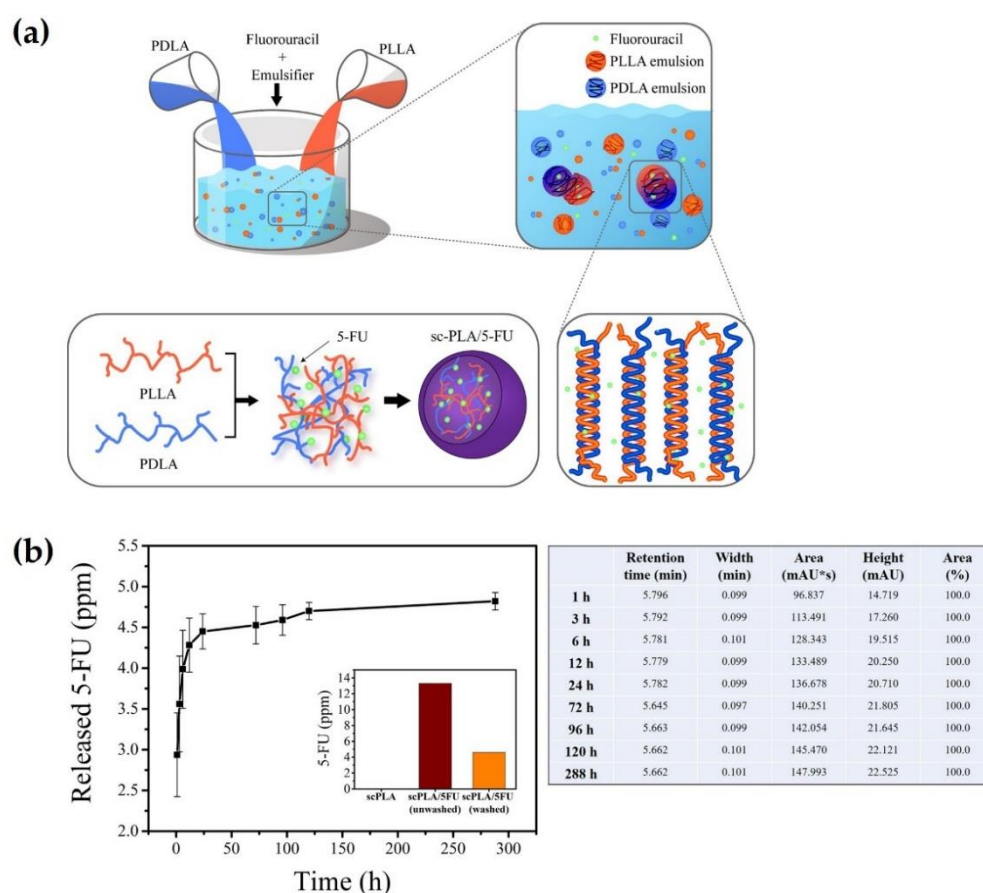 (a)
PDLA
Fluorouracil
+
Emulsifier
PLLA
Fluorouracil
PLLA emulsion
PDLA emulsion
PLLA
PDLA
5-FU
sc-PLA/5-FU
(b)
Released 5-FU (ppm)
5.5
5.0
4.5
4.0
3.5
3.0
2.5
2.0
0 50 100 150 200 250 300
Time (h)
5-FU (ppm)
14
12
10
8
6
4
2
0
scPLA scPLA/5FU scPLA/5FU
(unwashed) (washed)
Retention Width Area Height Area
time (min) (min) (mAU*s) (mAU) (%)
1 h 5.796 0.099 96.837 14.719 100.0
3 h 5.792 0.099 113.491 17.260 100.0
6 h 5.781 0.101 128.343 19.515 100.0
12 h 5.779 0.099 133.489 20.250 100.0
24 h 5.782 0.099 136.678 20.710 100.0
72 h 5.645 0.097 140.251 21.805 100.0
96 h 5.663 0.099 142.054 21.645 100.0
120 h 5.662 0.101 145.470 22.121 100.0
288 h 5.662 0.101 147.993 22.525 100.0